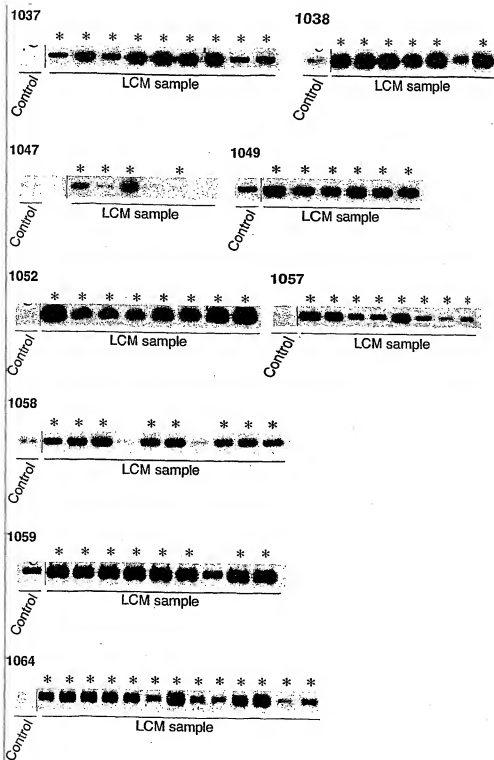 1037
* * * * * * * * *
Control
LCM sample
1038
* * * * * *
Control
LCM sample
1047
* * * *
Control
LCM sample
1049
* * * * * *
Control
LCM sample
1052
* * * * * * * *
Control
LCM sample
1057
* * * * * * * *
Control
LCM sample
1058
* * * * * * * *
Control
LCM sample
1059
* * * * * * * *
Control
LCM sample
1064
* * * * * * * * * * * * *
Control
LCM sample